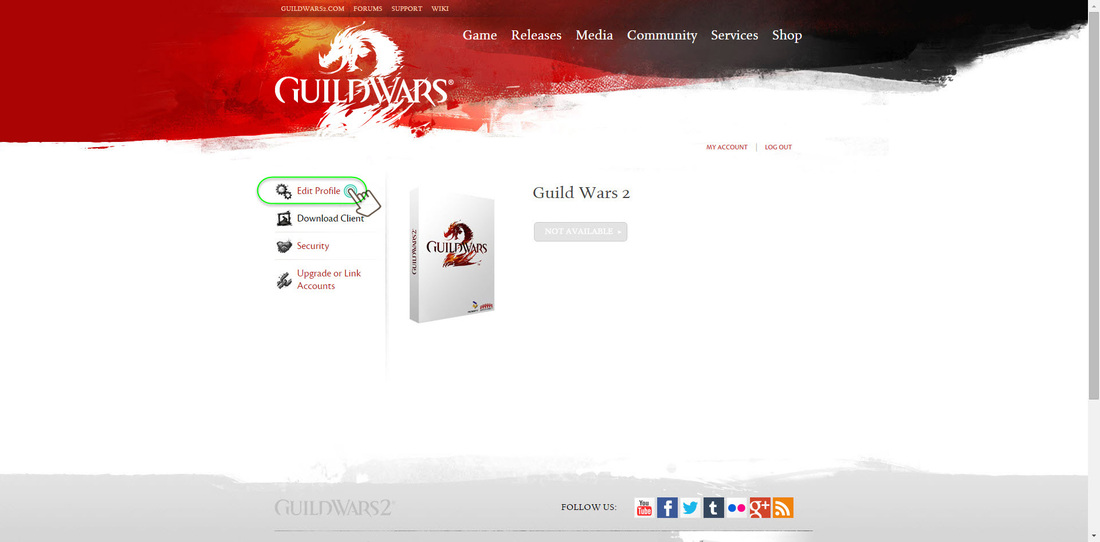 GUILDWARS2.COM FORUMS SUPPORT WIKI
Game Releases Media Community Services Shop
GUILDWARS®
MY ACCOUNT | LOG OUT
Edit Profile
Download Client
Security
Upgrade or Link
Accounts
GUILDWARS2
GUILDWARS
Guild Wars 2
NOT AVAILABLE
GUILDWARS2
FOLLOW US:
You
Tube
f
t
g+